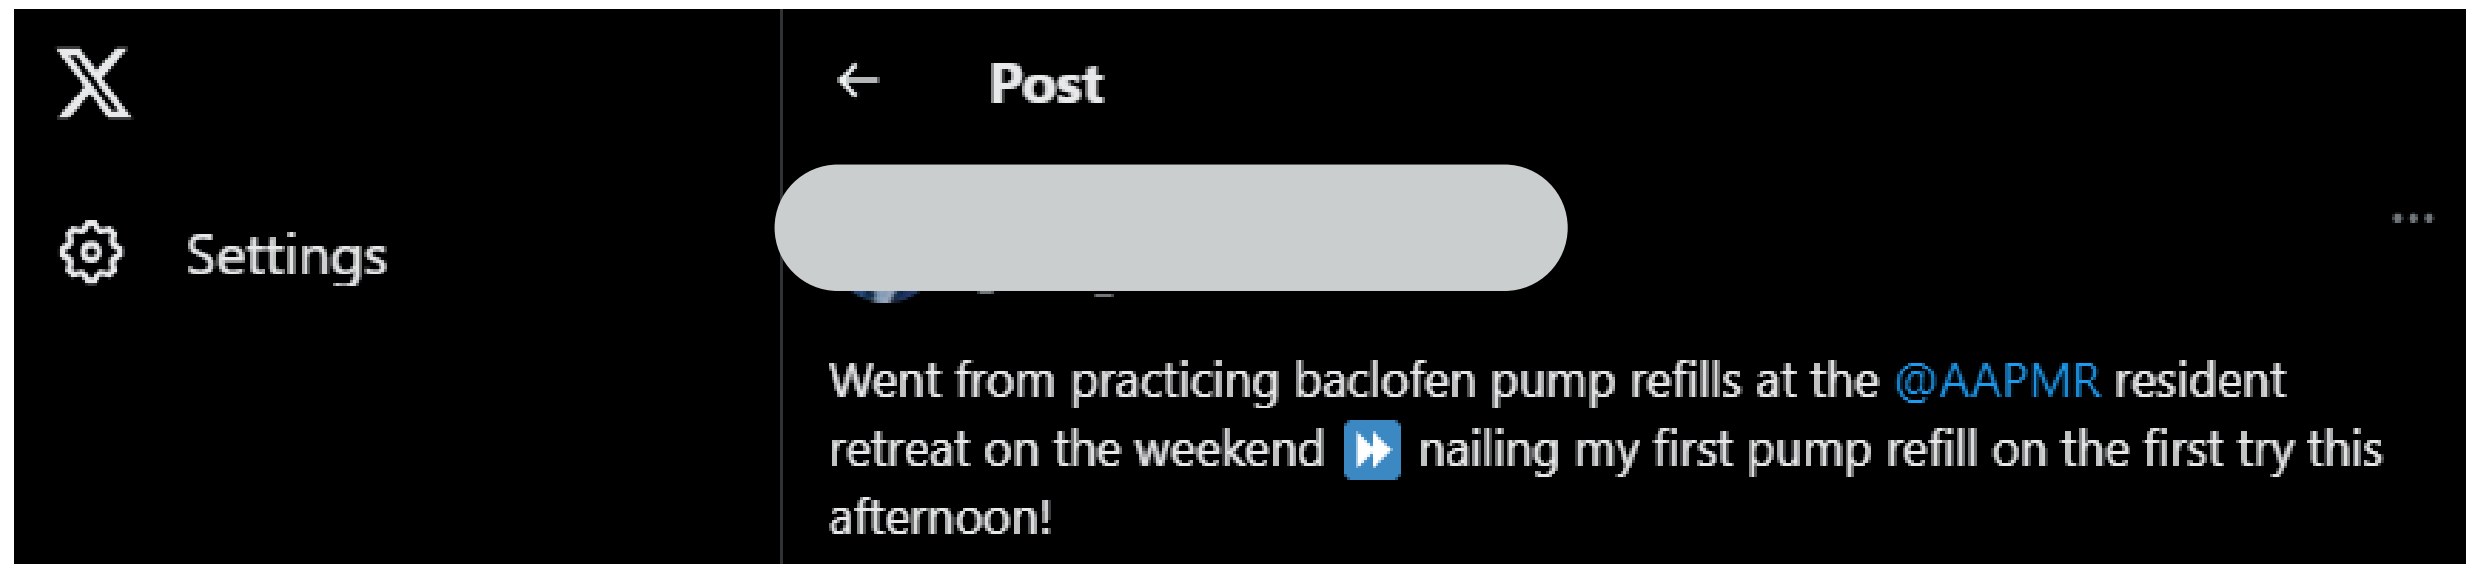 Post
Settings
Went from practicing baclofen pump refills at the @AAPMR resident
retreat on the weekend ⏩ nailing my first pump refill on the first try this
afternoon!